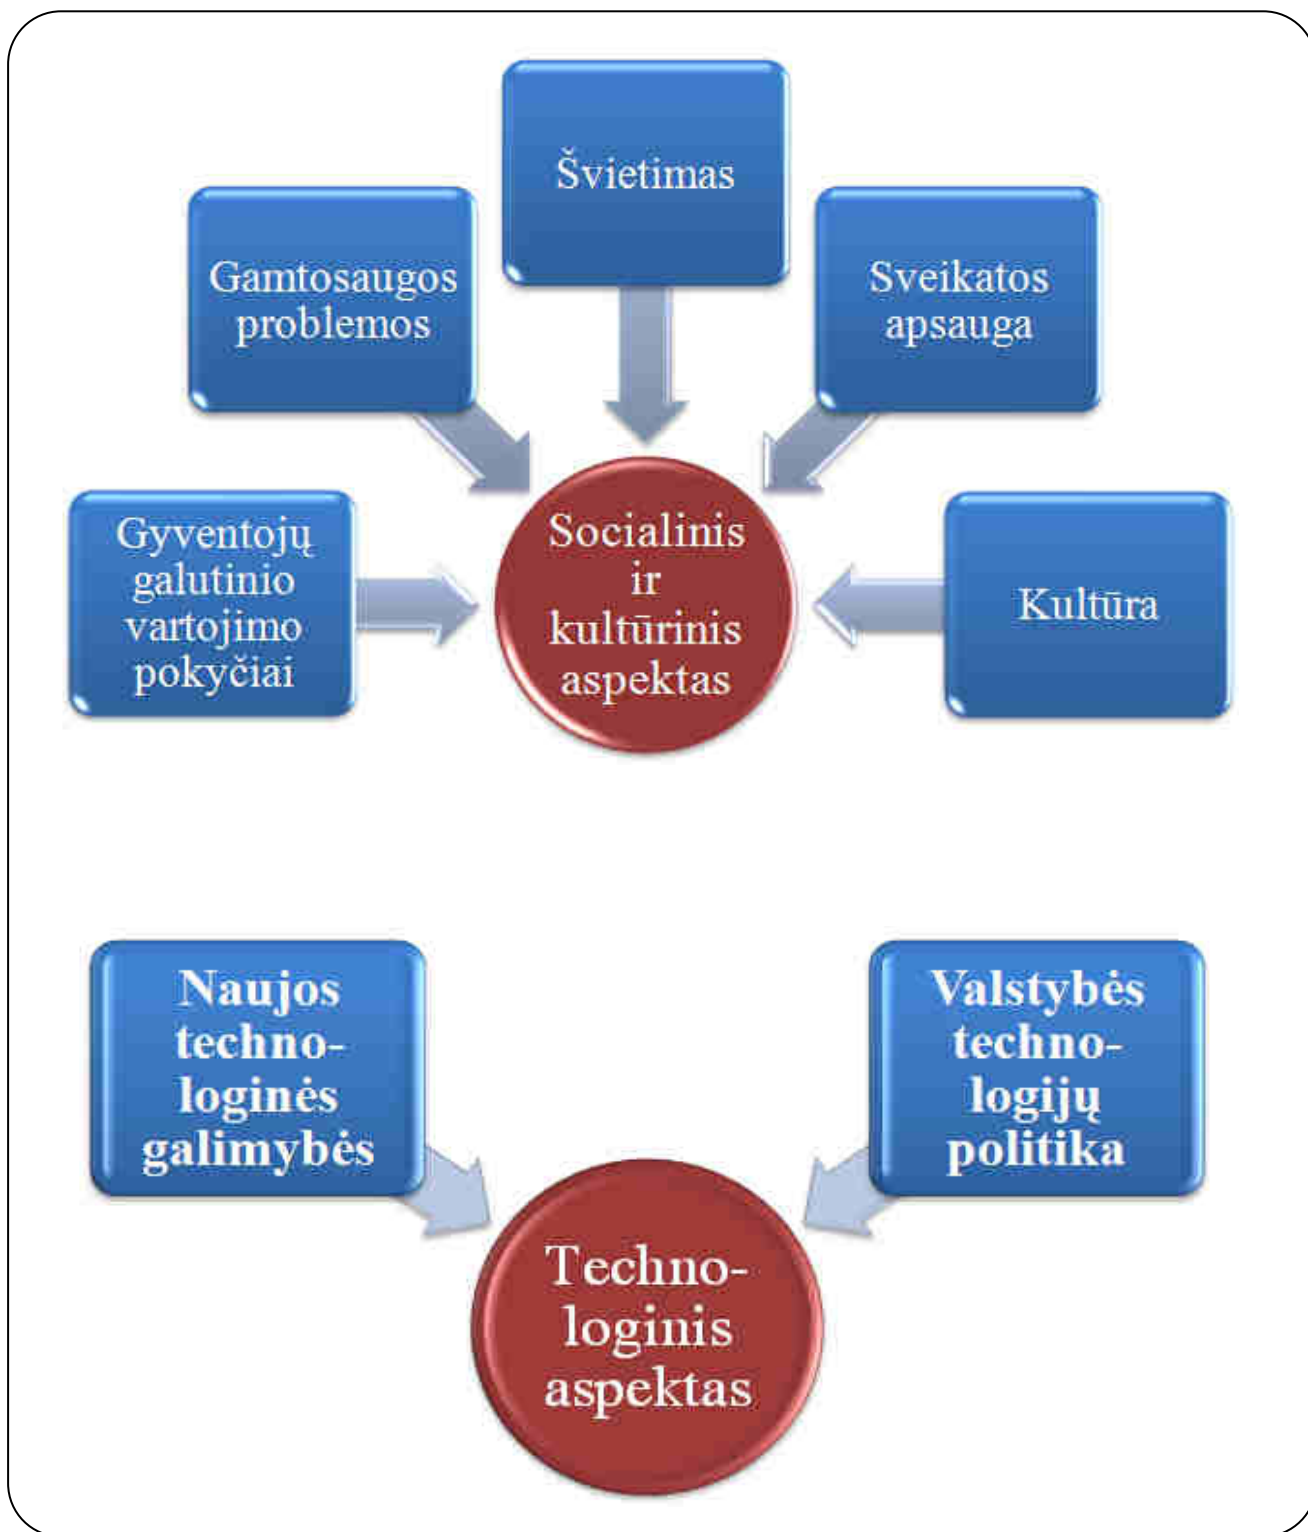 Švietimas
Gamtosaugos
problemos
Sveikatos
apsauga
Gyventojų
galutinio
vartojimo
pokyčiai
Socialinis
ir
kultūrinis
aspektas
Kultūra
Naujos
techno-
loginės
galimybės
Valstybės
techno-
logijų
politika
Techno-
loginis
aspektas